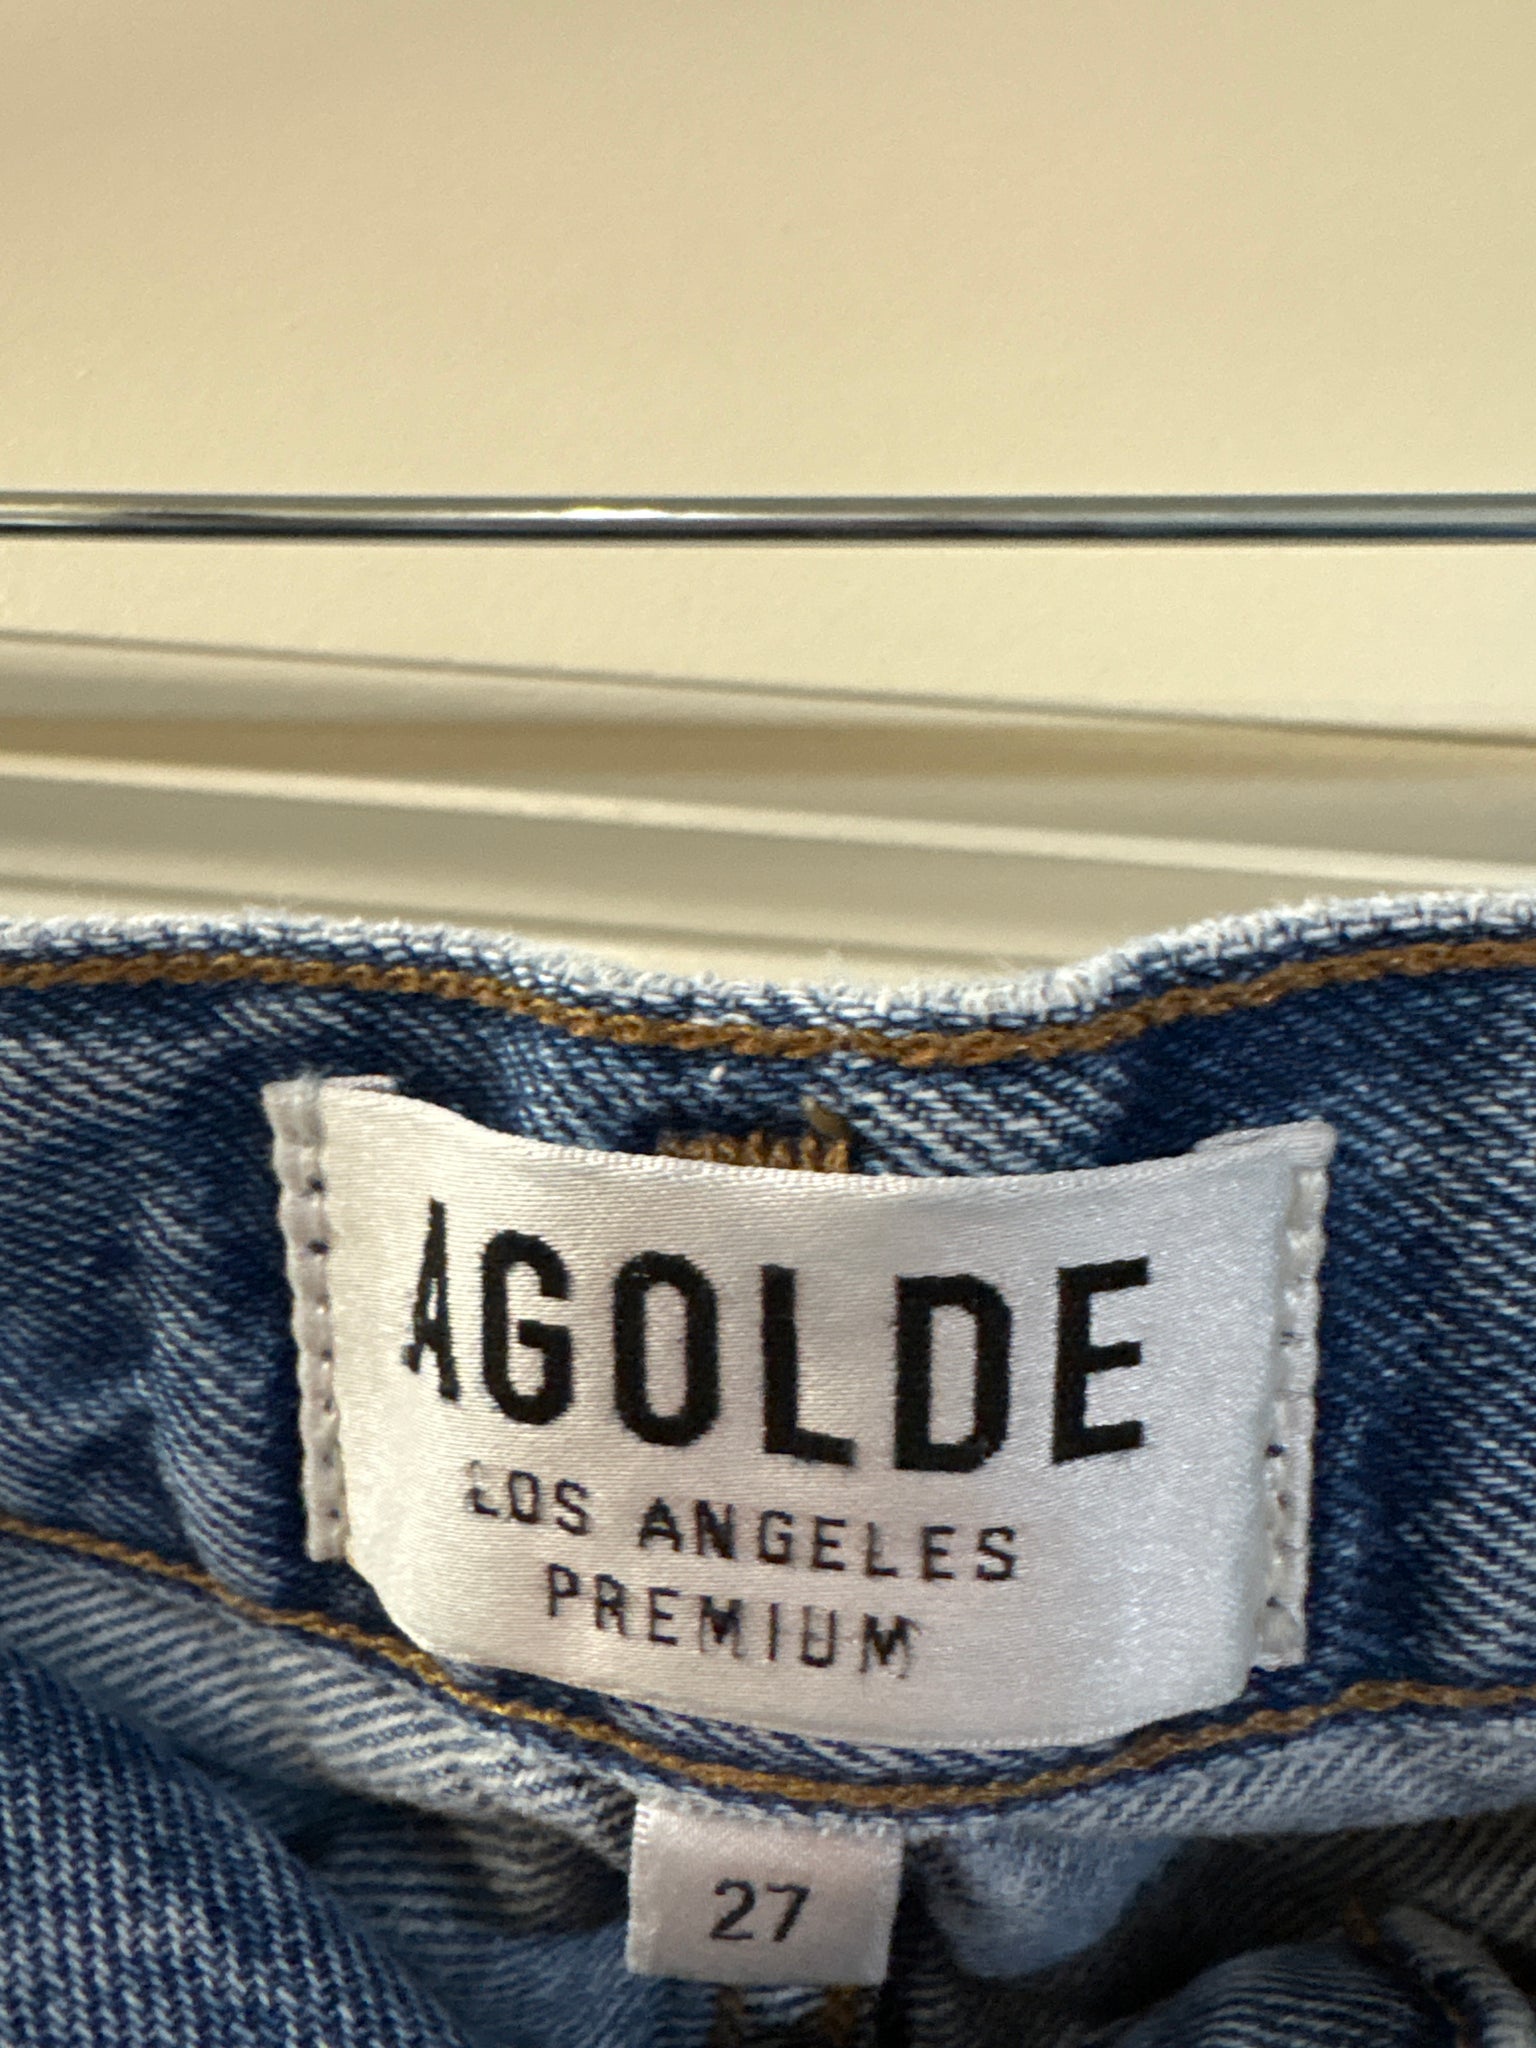 AGOLDE
LOS ANGELES
PREMIUM
27